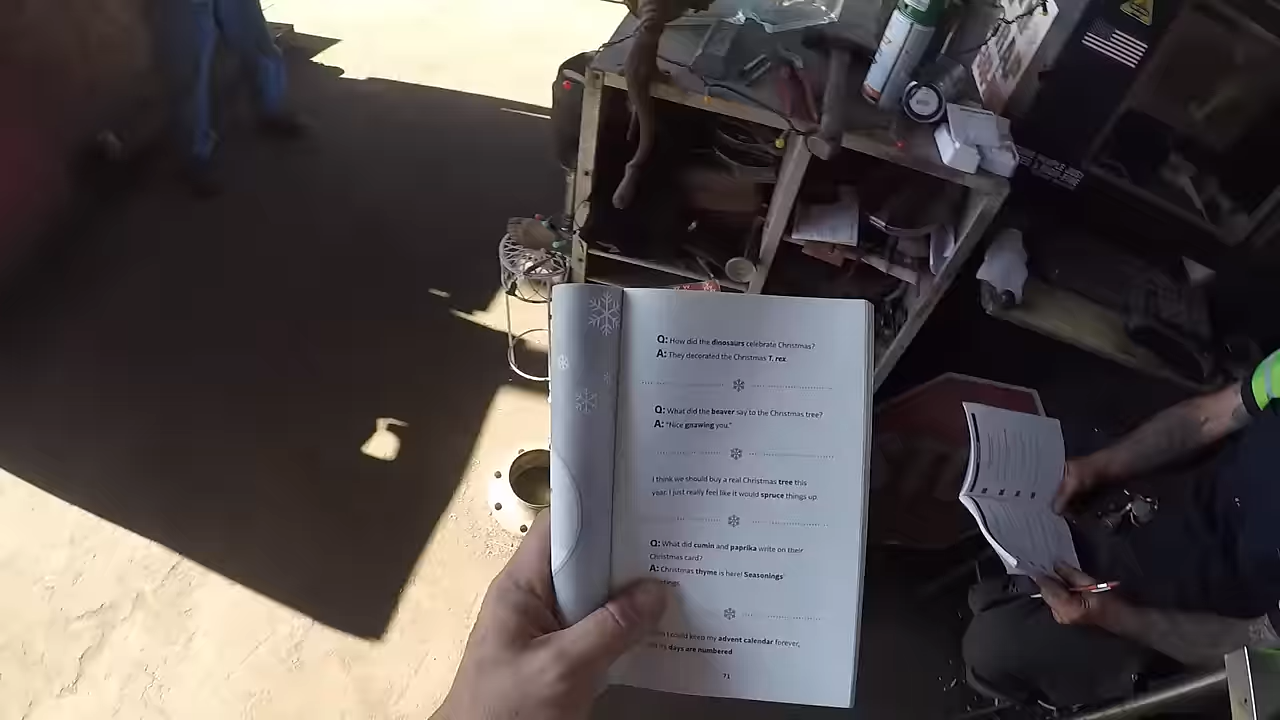 Q: How did the dinosaurs celebrate Christmas?
A: They decorated the Christmas T. rex.
Q: What did the beaver say to the Christmas tree?
A: "Nice gnawing you."
I think we should buy a real Christmas tree this
year. I just really feel like it would spruce things up.
Q: What did cumin and paprika write on their
Christmas card?
A: Christmas thyme is here! Seasonings'
I could keep my advent calendar forever,
days are numbered
71